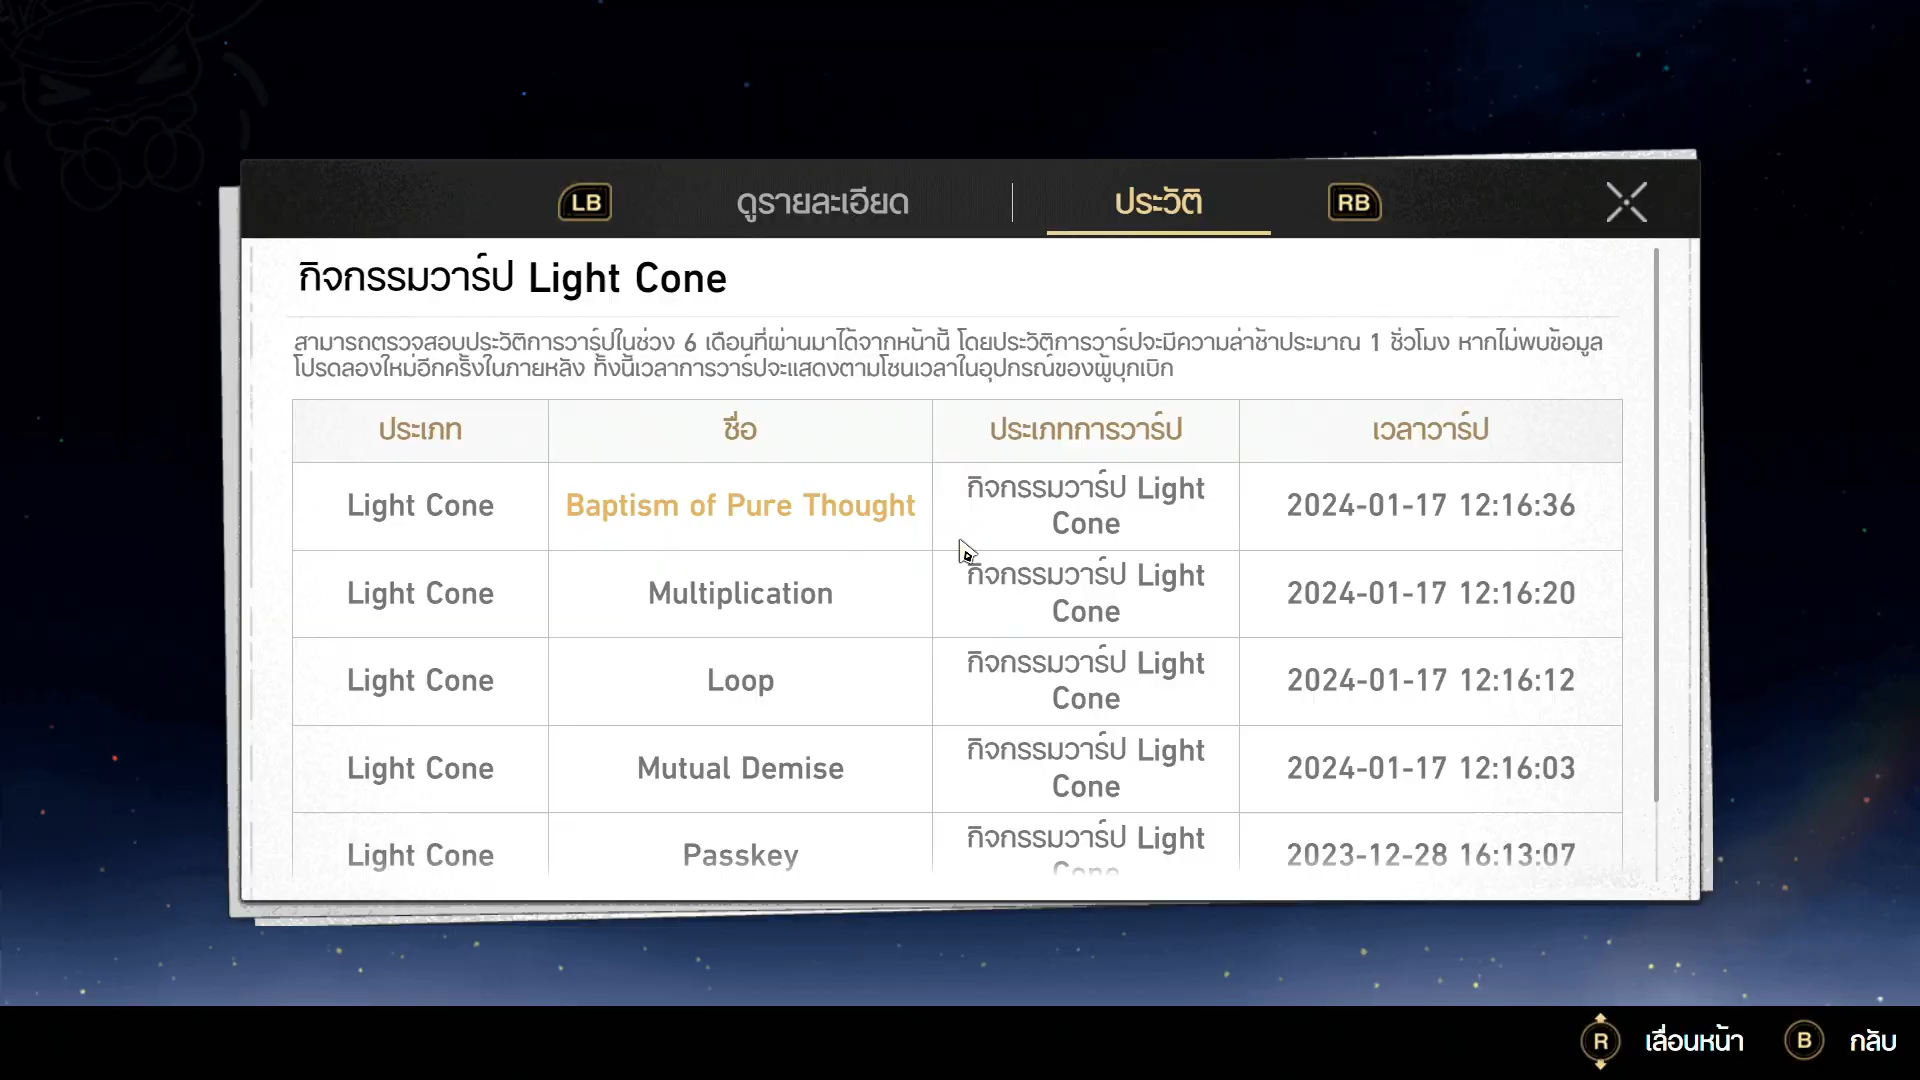 LB ดูรายละเอียด ประวัติ RB
กิจกรรมวาร์ป Light Cone
สามารถตรวจสอบประวัติการวาร์ปในช่วง 6 เดือนที่ผ่านมาได้จากหน้านี้ โดยประวัติการวาร์ปจะมีความล่าช้าประมาณ 1 ชั่วโมง หากไม่พบข้อมูล
โปรดลองใหม่อีกครั้งในภายหลัง ทั้งนี้เวลาการวาร์ปจะแสดงตามโซนเวลาในอุปกรณ์ของผู้บุกเบิก
ประเภท ชื่อ ประเภทการวาร์ป เวลาวาร์ป
Light Cone Baptism of Pure Thought กิจกรรมวาร์ป Light
Cone 2024-01-17 12:16:36
Light Cone Multiplication กิจกรรมวาร์ป Light
Cone 2024-01-17 12:16:20
Light Cone Loop กิจกรรมวาร์ป Light
Cone 2024-01-17 12:16:12
Light Cone Mutual Demise กิจกรรมวาร์ป Light
Cone 2024-01-17 12:16:03
Light Cone Passkey กิจกรรมวาร์ป Light
Cone 2023-12-28 16:13:07
R เลื่อนหน้า B กลับ